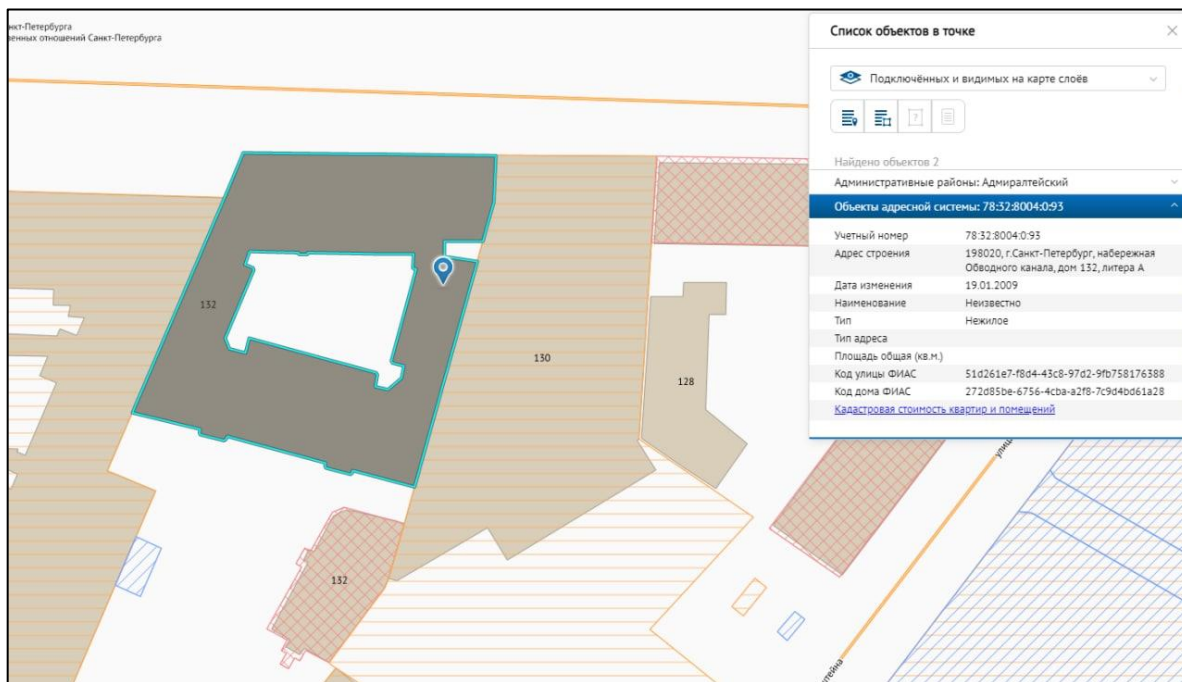 нкт-Петербурга
венных отношений Санкт-Петербурга
Список объектов в точке
Подключённых и видимых на карте слоёв
Найдено объектов 2
Административные районы: Адмиралтейский
Объекты адресной системы: 78:32:8004:0:93
Учетный номер 78:32:8004:0:93
Адрес строения 198020, г.Санкт-Петербург, набережная
Обводного канала, дом 132, литера А
Дата изменения 19.01.2009
Наименование Неизвестно
Тип Нежилое
Тип адреса
Площадь общая (кв.м.)
Код улицы ФИАС 51d261e7-f8d4-43c8-97d2-9fb758176388
Код дома ФИАС 272d85be-6756-4cba-a2f8-7c9d4bd61a28
Кадастровая стоимость квартир и помещений
132
130
128
улиц
132
лтейна